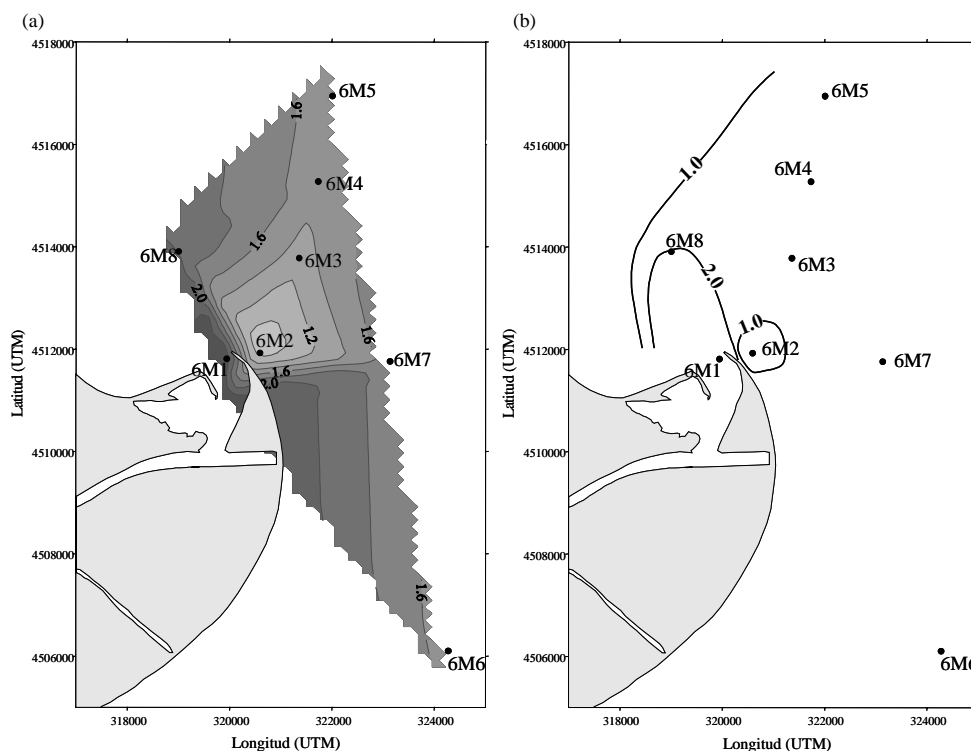 (a)
(b)
4518000
4516000
4514000
4512000
4510000
4508000
4506000
Latitud (UTM)
318000
320000
322000
324000
Longitud (UTM)
6M5
6M4
6M8
6M3
6M2
6M1
6M7
6M6
1.6
1.6
2.0
1.2
1.6
1.6
2.0
1.6
4518000
4516000
4514000
4512000
4510000
4508000
4506000
Latitud (UTM)
318000
320000
322000
324000
Longitud (UTM)
6M5
1.0
6M4
6M8
6M3
2.0
1.0
6M2
6M1
6M7
6M6